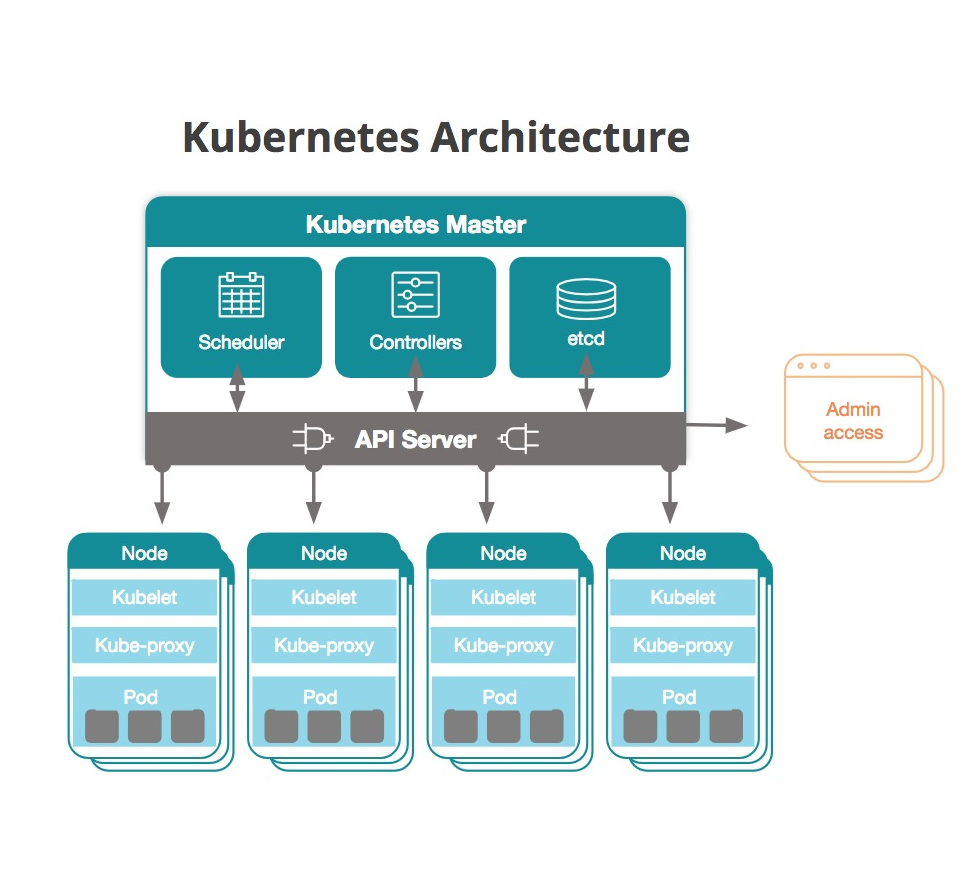 Kubernetes Architecture
Kubernetes Master
Scheduler
Controllers
etcd
API Server
Admin
access
Node
Kubelet
Kube-proxy
Pod
Node
Kubelet
Kube-proxy
Pod
Node
Kubelet
Kube-proxy
Pod
Node
Kubelet
Kube-proxy
Pod